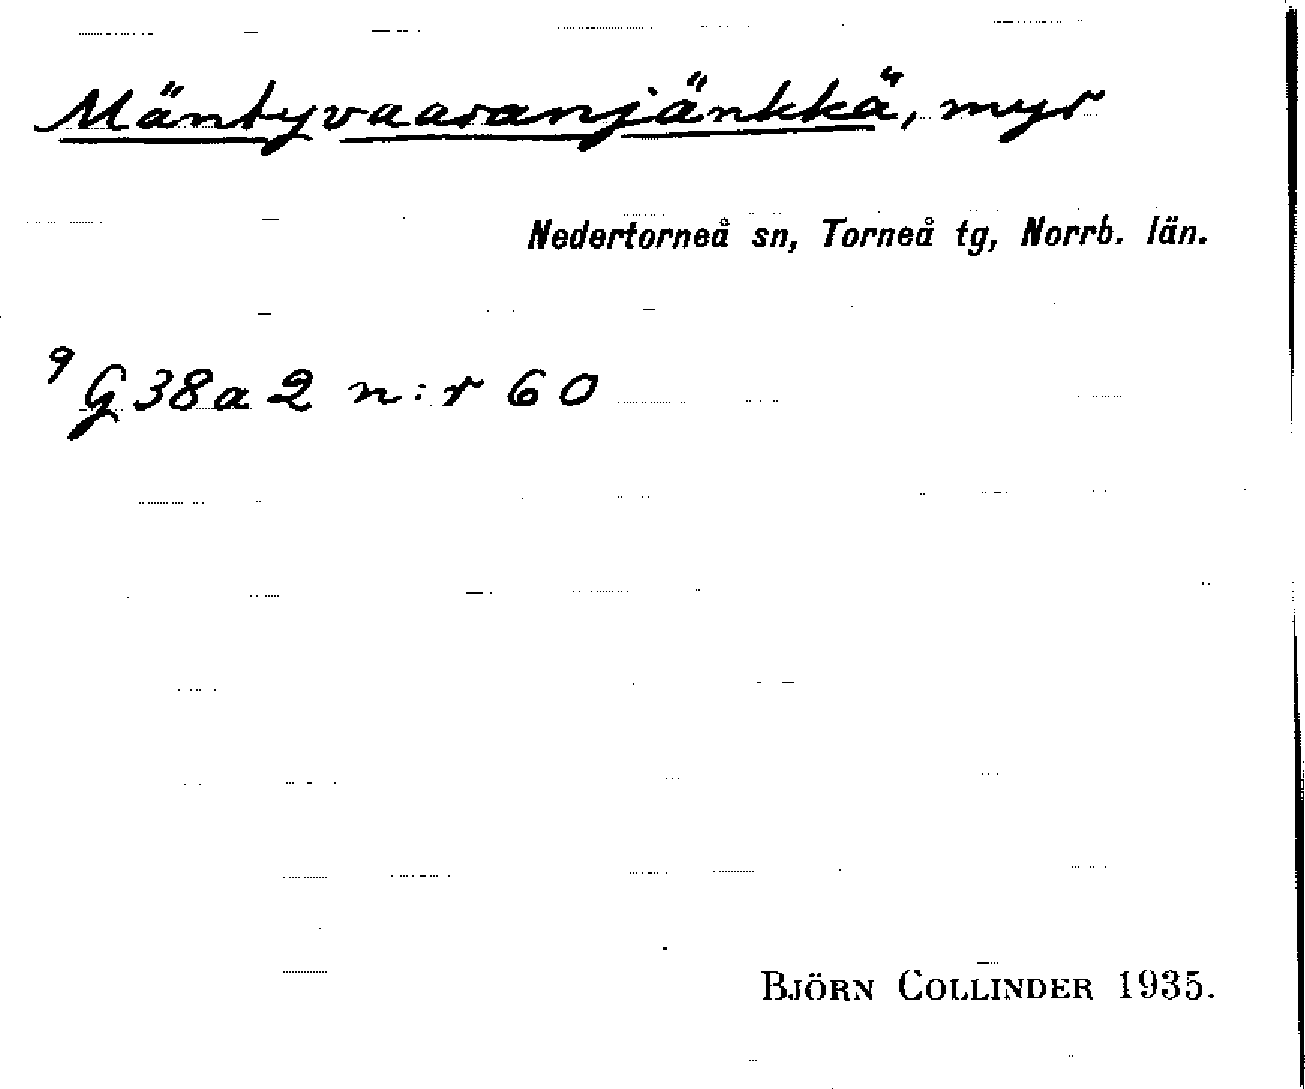 Mäntyvaaranjänkkä, myr
Nedertorneå sn, Torneå tg, Norrb. län.
9 G 38 a 2 n:r 60
BJÖRN COLLINDER 1935.